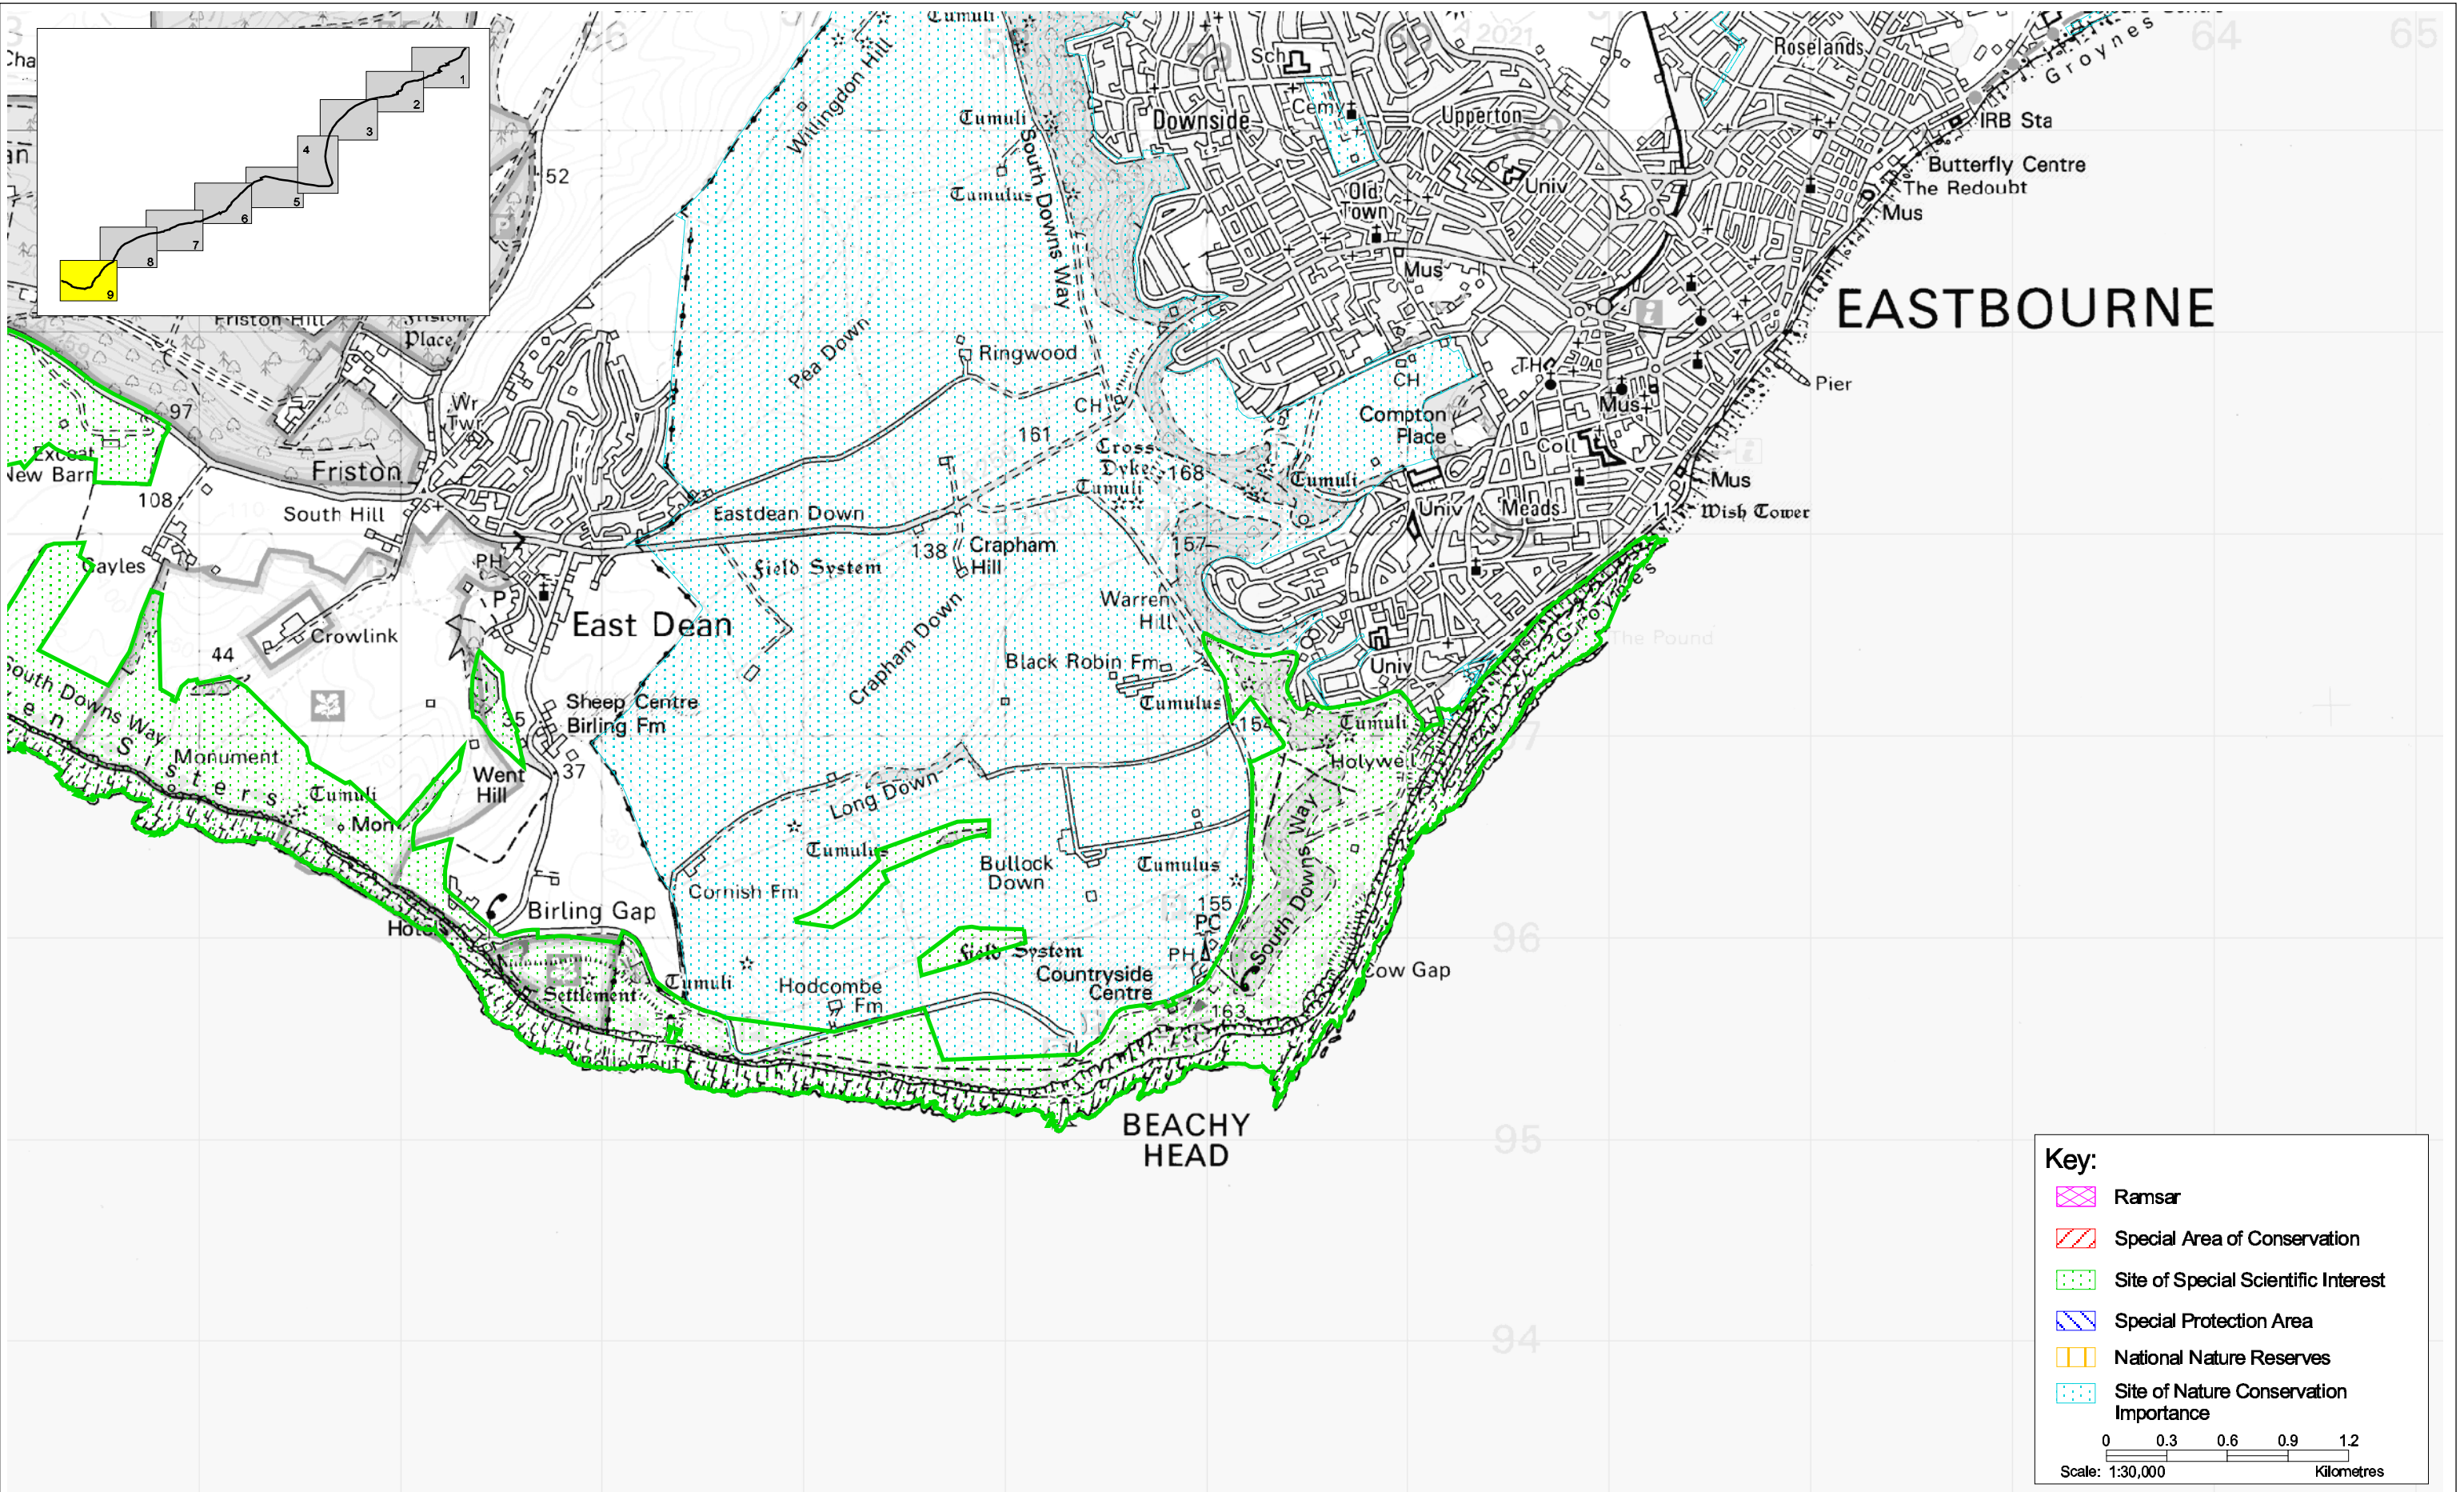 Tumuli
2021
64
65
Roselands
Groynes
Sch
Willingdon Hill
66
59
1
2
3
4
5
6
7
8
9
52
P
Tumuli
South Downs Way
Tumulus
Downside
Cemy
Upperton
Old
Town
Univ
Mus
IRB Sta
Butterfly Centre
The Redoubt
Mus
EASTBOURNE
Friston Hill
Friston
Place
Pea Down
Ringwood
CH
161
Cross
Dyke
168
Tumuli
CH
Compton
Place
TH
Mus
Coll
Pier
Mus
Wish Tower
11
97
Exceat
New Barn
108
Wr
Twr
Friston
South Hill
Eastdean Down
138
Crapham
Hill
Field System
157
Tumuli
Univ
Meads
Gayles
PH
P
East Dean
Crowlink
44
Crapham Down
Warren
Hill
Black Robin Fm
Tumulus
154
Univ
Groynes
The Pound
South Downs Way
Sisters
Monument
Tumuli
Mon
35
Sheep Centre
Birling Fm
Went
Hill
37
Long Down
Tumuli
Holywell
Tumulus
Cornish Fm
Bullock
Down
Tumulus
155
PC
PH
South Downs Way
96
Cow Gap
Hotel
Birling Gap
Settlement
Tumuli
Hodcombe
Fm
Field System
Countryside
Centre
163
Belle Tout
BEACHY
HEAD
95
94
Key:
Ramsar
Special Area of Conservation
Site of Special Scientific Interest
Special Protection Area
National Nature Reserves
Site of Nature Conservation
Importance
0 0.3 0.6 0.9 1.2
Scale: 1:30,000 Kilometres